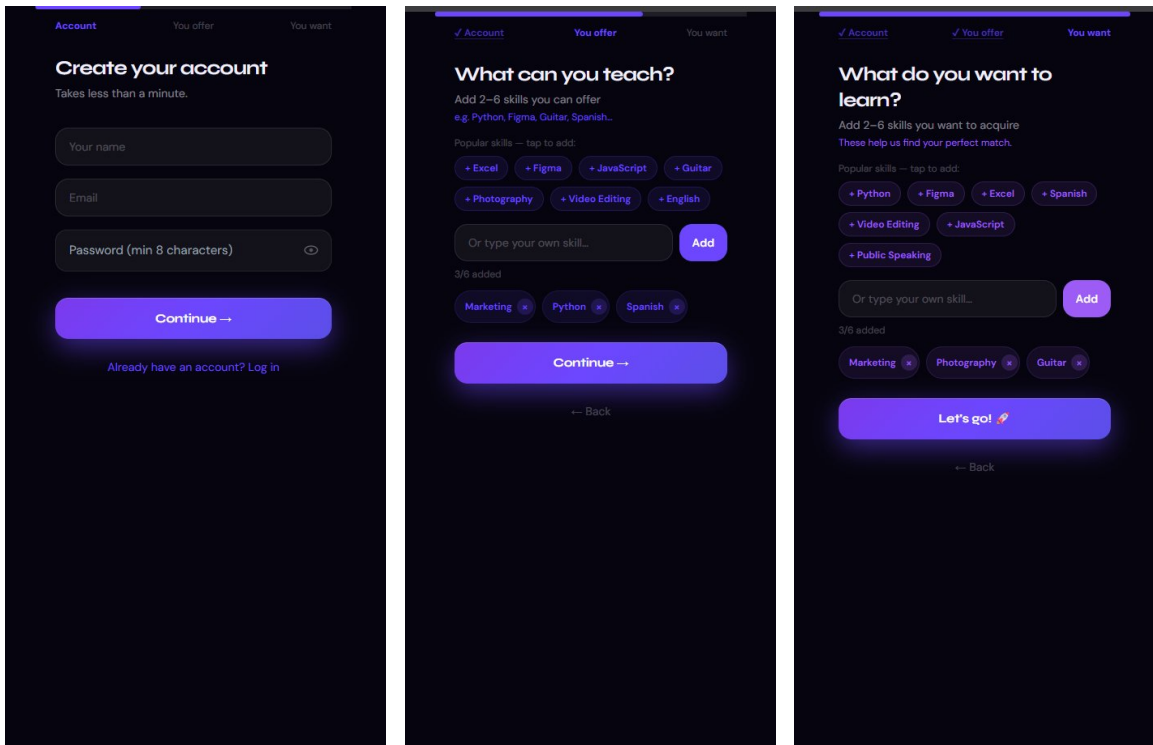 Account You offer You want
Create your account
Takes less than a minute.
Your name
Email
Password (min 8 characters)
Continue →
Already have an account? Log in
✓ Account You offer You want
What can you teach?
Add 2–6 skills you can offer
e.g. Python, Figma, Guitar, Spanish...
Popular skills — tap to add:
+ Excel + Figma + JavaScript + Guitar
+ Photography + Video Editing + English
Or type your own skill... Add
3/6 added
Marketing × Python × Spanish ×
Continue →
← Back
✓ Account ✓ You offer You want
What do you want to
learn?
Add 2–6 skills you want to acquire
These help us find your perfect match.
Popular skills — tap to add:
+ Python + Figma + Excel + Spanish
+ Video Editing + JavaScript
+ Public Speaking
Or type your own skill... Add
3/6 added
Marketing × Photography × Guitar ×
Let's go! 🚀
← Back